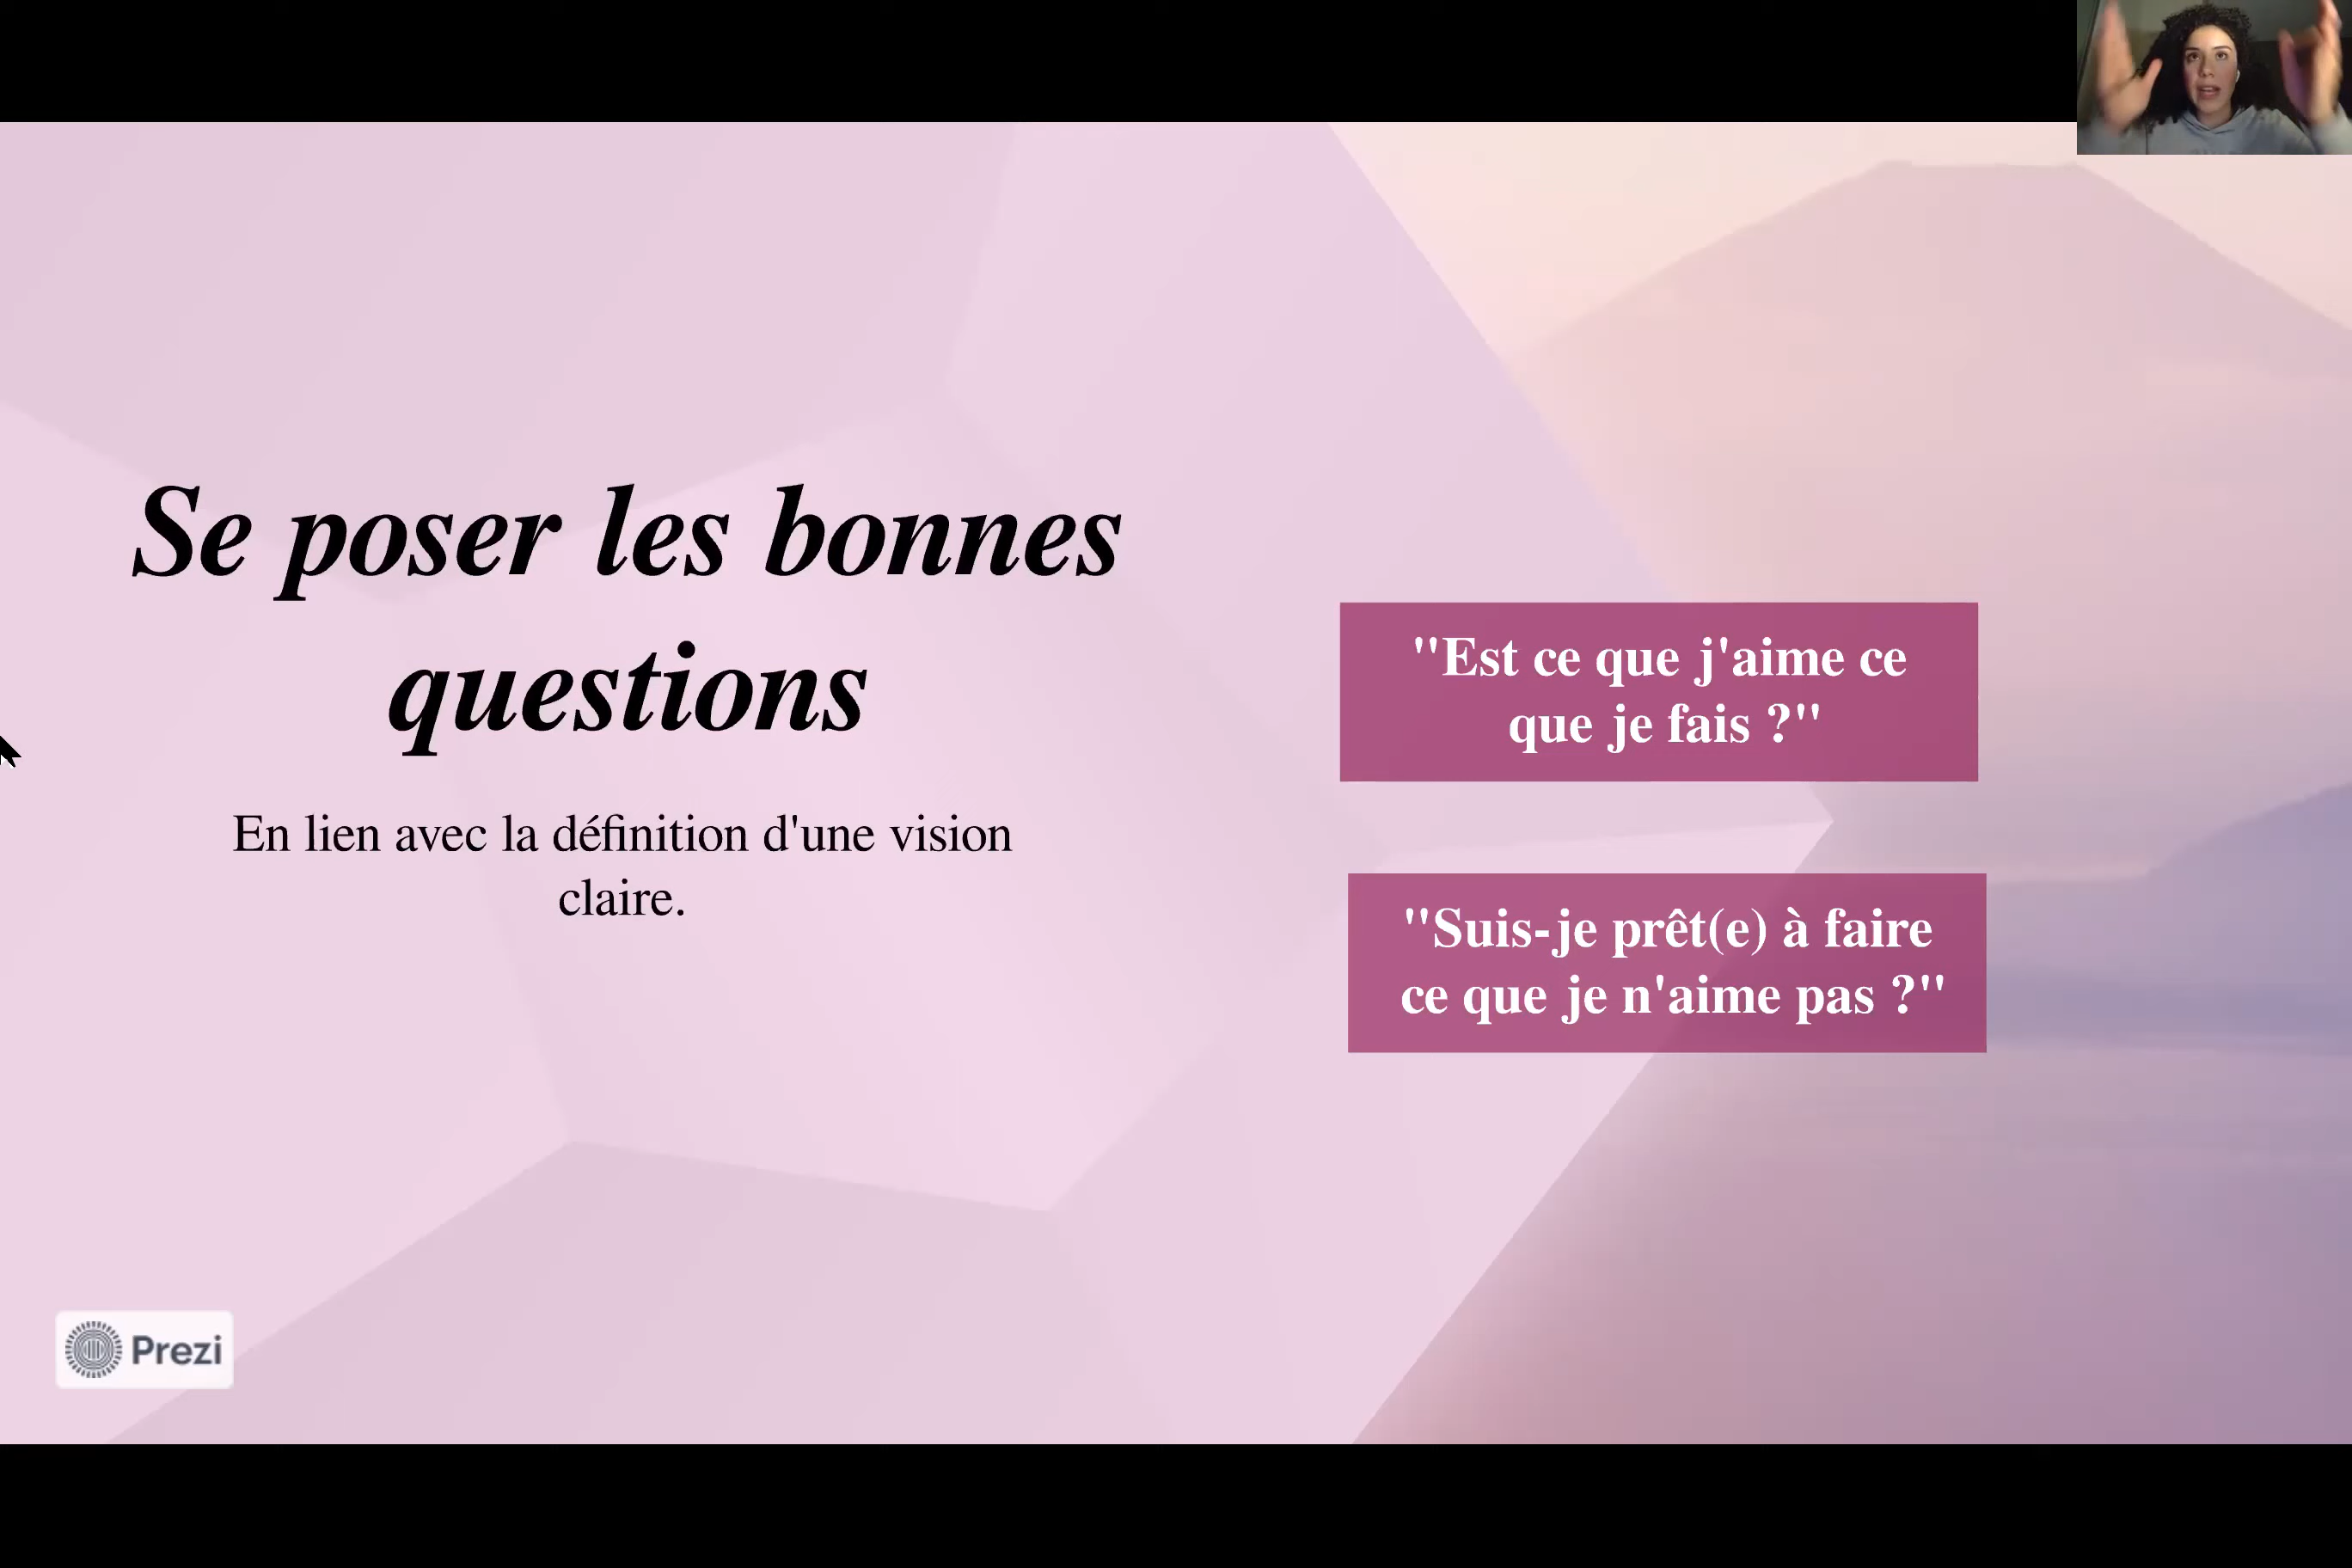 Se poser les bonnes
questions
En lien avec la définition d'une vision
claire.
"Est ce que j'aime ce
que je fais ?"
"Suis-je prêt(e) à faire
ce que je n'aime pas ?"
Prezi